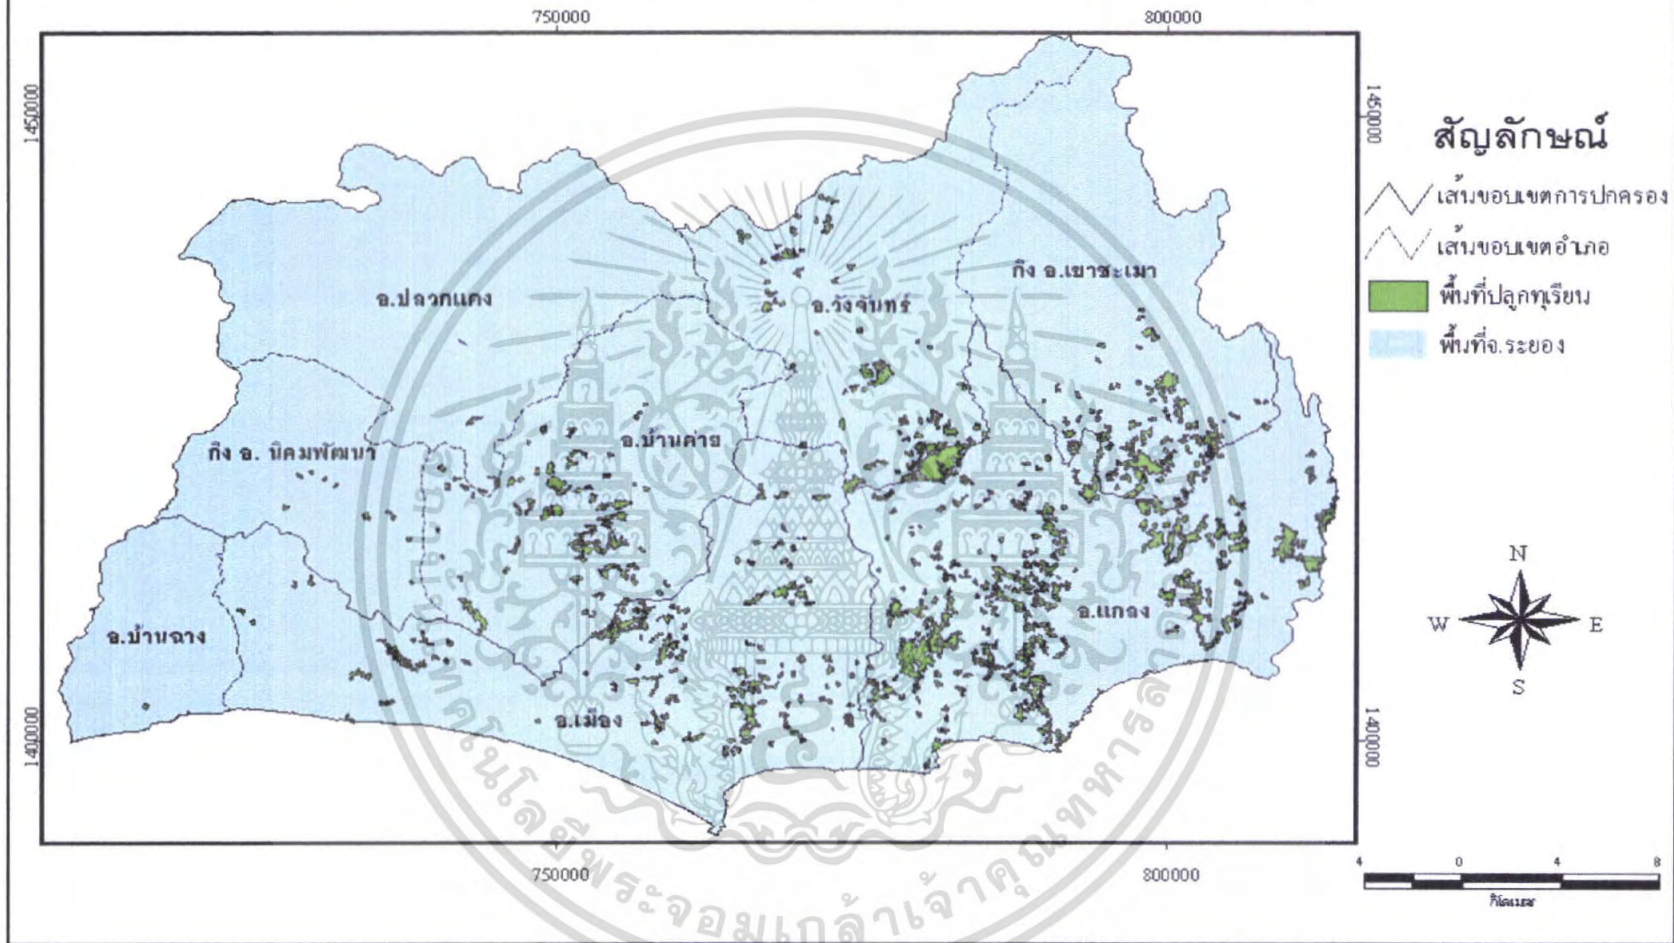 750000 800000
1450000
1450000
สัญลักษณ์
เส้นขอบเขตการปกครอง
เส้นขอบเขตอำเภอ
พื้นที่ปลูกทุเรียน
พื้นที่จ.ระยอง
กิ่ง อ.เขาชะเมา
อ.ปลวกแดง
อ.วังจันทร์
อ.บ้านค่าย
กิ่ง อ. นิคมพัฒนา
อ.แกลง
อ.บ้านฉาง
อ.เมือง
N
W E
S
1400000
1400000
750000 800000
4 0 4 8
กิโลเมตร
พระจอมเกล้าเจ้าคุณทหารลาดกระบัง